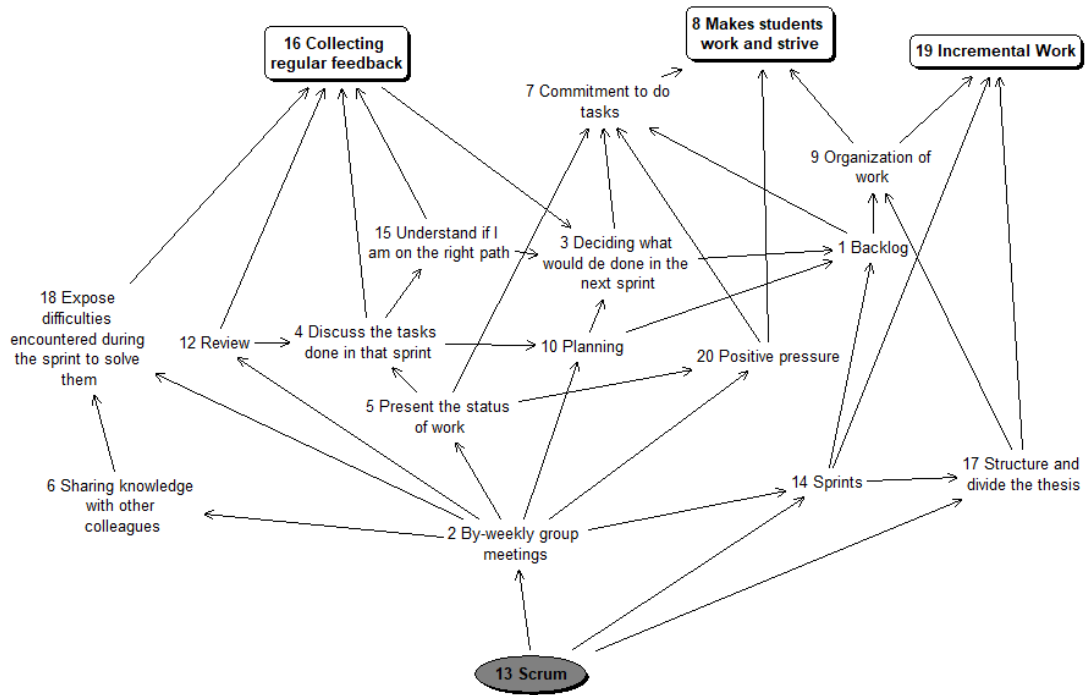 16 Collecting
regular feedback
8 Makes students
work and strive
19 Incremental Work
7 Commitment to do
tasks
9 Organization of
work
15 Understand if I
am on the right path
3 Deciding what
would de done in the
next sprint
1 Backlog
18 Expose
difficulties
encountered during
the sprint to solve
them
12 Review
4 Discuss the tasks
done in that sprint
10 Planning
20 Positive pressure
5 Present the status
of work
6 Sharing knowledge
with other
colleagues
2 By-weekly group
meetings
14 Sprints
17 Structure and
divide the thesis
13 Scrum